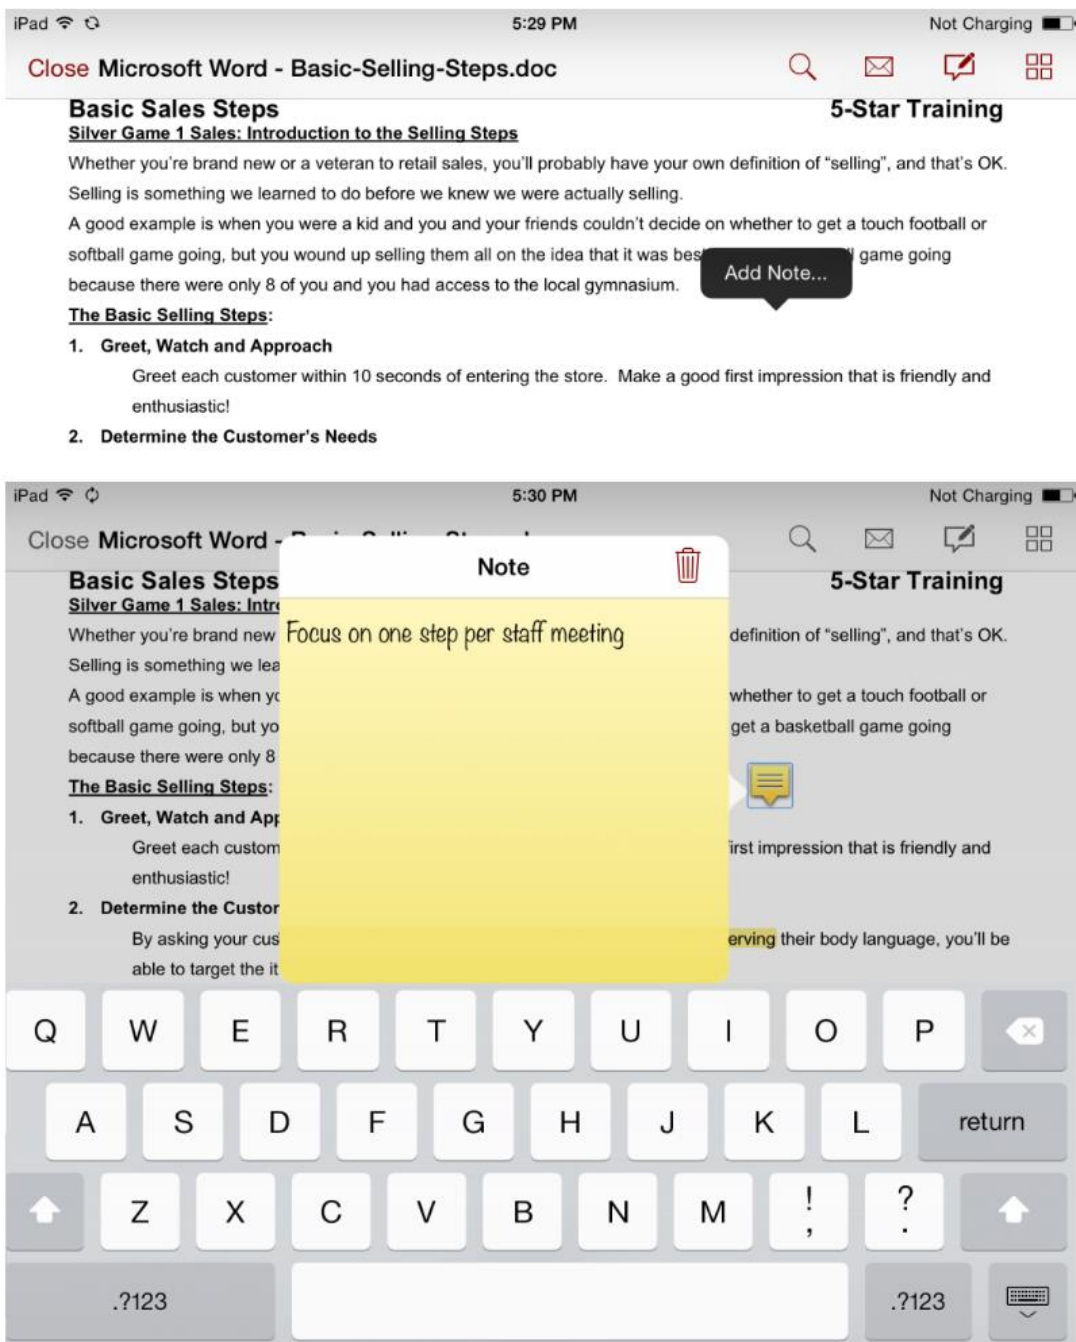 iPad 5:29 PM Not Charging
Close Microsoft Word - Basic-Selling-Steps.doc
Basic Sales Steps 5-Star Training
Silver Game 1 Sales: Introduction to the Selling Steps
Whether you're brand new or a veteran to retail sales, you'll probably have your own definition of “selling”, and that's OK.
Selling is something we learned to do before we knew we were actually selling.
A good example is when you were a kid and you and your friends couldn't decide on whether to get a touch football or
softball game going, but you wound up selling them all on the idea that it was bes game going
Add Note...
because there were only 8 of you and you had access to the local gymnasium.
The Basic Selling Steps:
1. Greet, Watch and Approach
Greet each customer within 10 seconds of entering the store. Make a good first impression that is friendly and
enthusiastic!
2. Determine the Customer's Needs
iPad 5:30 PM Not Charging
Close Microsoft Word -
Note
Basic Sales Steps 5-Star Training
Silver Game 1 Sales: Intr
Whether you're brand new definition of “selling”, and that's OK.
Focus on one step per staff meeting
Selling is something we lea
A good example is when yo whether to get a touch football or
softball game going, but yo get a basketball game going
because there were only 8
The Basic Selling Steps:
1. Greet, Watch and App
Greet each custom irst impression that is friendly and
enthusiastic!
2. Determine the Custor
By asking your cus erving their body language, you'll be
able to target the it
Q W E R T Y U I O P
A S D F G H J K L return
Z X C V B N M ! , ? .
.?123 .?123